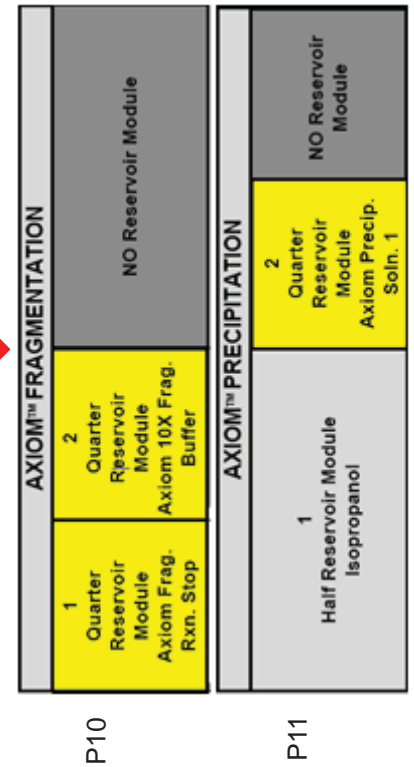 P10
AXIOM™ FRAGMENTATION
1
Quarter
Reservoir
Module
Axiom Frag.
Rxn. Stop
2
Quarter
Reservoir
Module
Axiom 10X Frag.
Buffer
NO Reservoir Module
P11
AXIOM™ PRECIPITATION
1
Half Reservoir Module
Isopropanol
2
Quarter
Reservoir
Module
Axiom Precip.
Soln. 1
NO Reservoir
Module